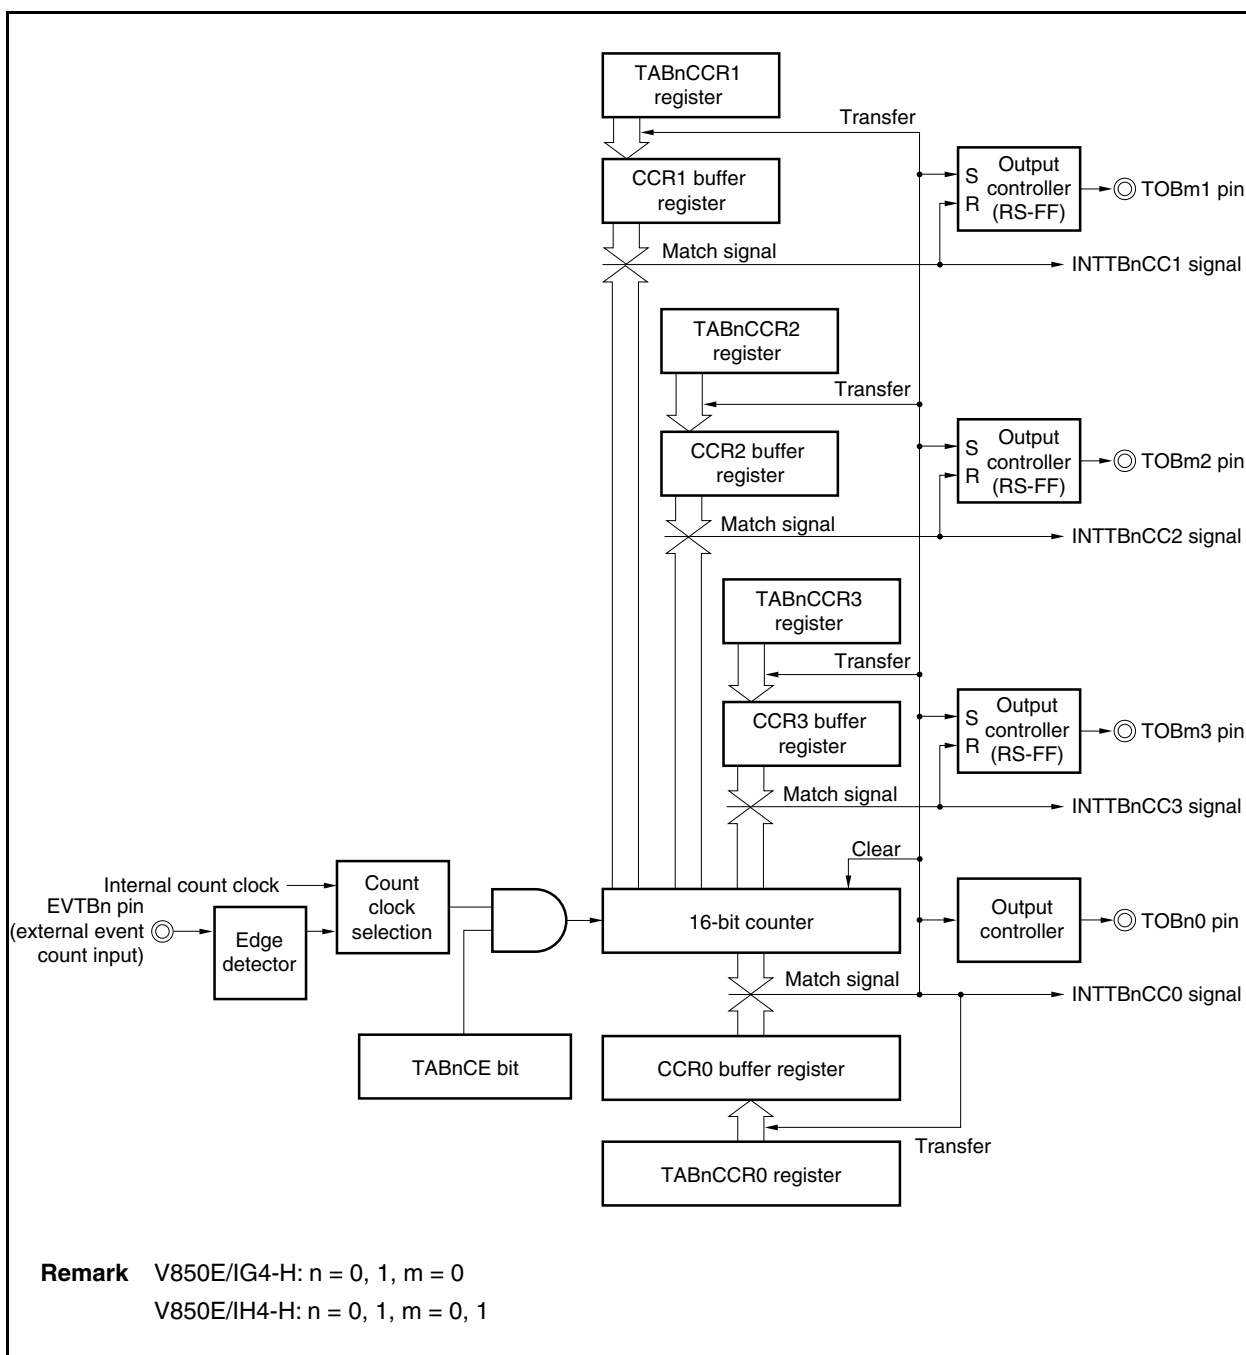 TABnCCR1
register
Transfer
CCR1 buffer
register
S
R
Output
controller
(RS-FF)
TOBm1 pin
Match signal
INTTBnCC1 signal
TABnCCR2
register
Transfer
CCR2 buffer
register
S
R
Output
controller
(RS-FF)
TOBm2 pin
Match signal
INTTBnCC2 signal
TABnCCR3
register
Transfer
CCR3 buffer
register
S
R
Output
controller
(RS-FF)
TOBm3 pin
Match signal
INTTBnCC3 signal
Clear
Internal count clock
EVTBn pin
(external event
count input)
Edge
detector
Count
clock
selection
16-bit counter
Output
controller
TOBn0 pin
Match signal
INTTBnCC0 signal
TABnCE bit
CCR0 buffer register
Transfer
TABnCCR0 register
Remark V850E/IG4-H: n = 0, 1, m = 0
V850E/IH4-H: n = 0, 1, m = 0, 1